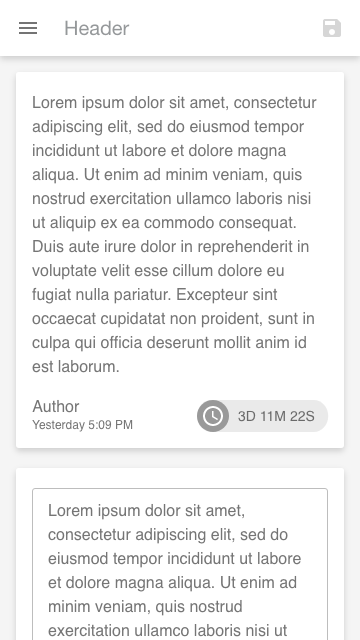 Header
Lorem ipsum dolor sit amet, consectetur
adipiscing elit, sed do eiusmod tempor
incididunt ut labore et dolore magna
aliqua. Ut enim ad minim veniam, quis
nostrud exercitation ullamco laboris nisi
ut aliquip ex ea commodo consequat.
Duis aute irure dolor in reprehenderit in
voluptate velit esse cillum dolore eu
fugiat nulla pariatur. Excepteur sint
occaecat cupidatat non proident, sunt in
culpa qui officia deserunt mollit anim id
est laborum.
Author
Yesterday 5:09 PM
3D 11M 22S
Lorem ipsum dolor sit amet,
consectetur adipiscing elit, sed do
eiusmod tempor incididunt ut labore
et dolore magna aliqua. Ut enim ad
minim veniam, quis nostrud
exercitation ullamco laboris nisi ut